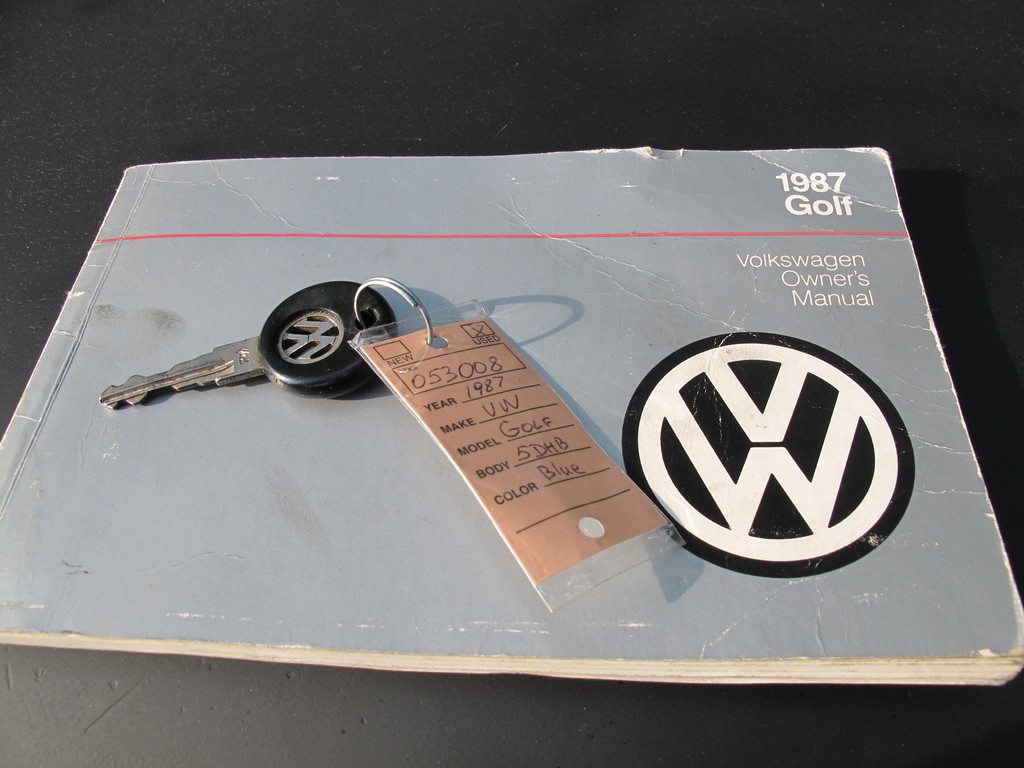 1987
Golf
Volkswagen
Owner's
Manual
NEW USED
053008
YEAR 1987
MAKE VW
MODEL GOLF
BODY 5DHB
COLOR Blue